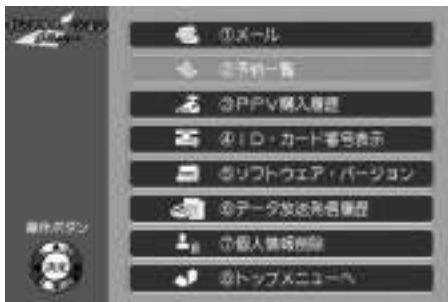 ①メール
②予約一覧
③PPV購入履歴
④ID・カード番号表示
⑤ソフトウェア・バージョン
⑥データ放送発信履歴
⑦個人情報削除
⑧トップメニューへ
操作ボタン
決定